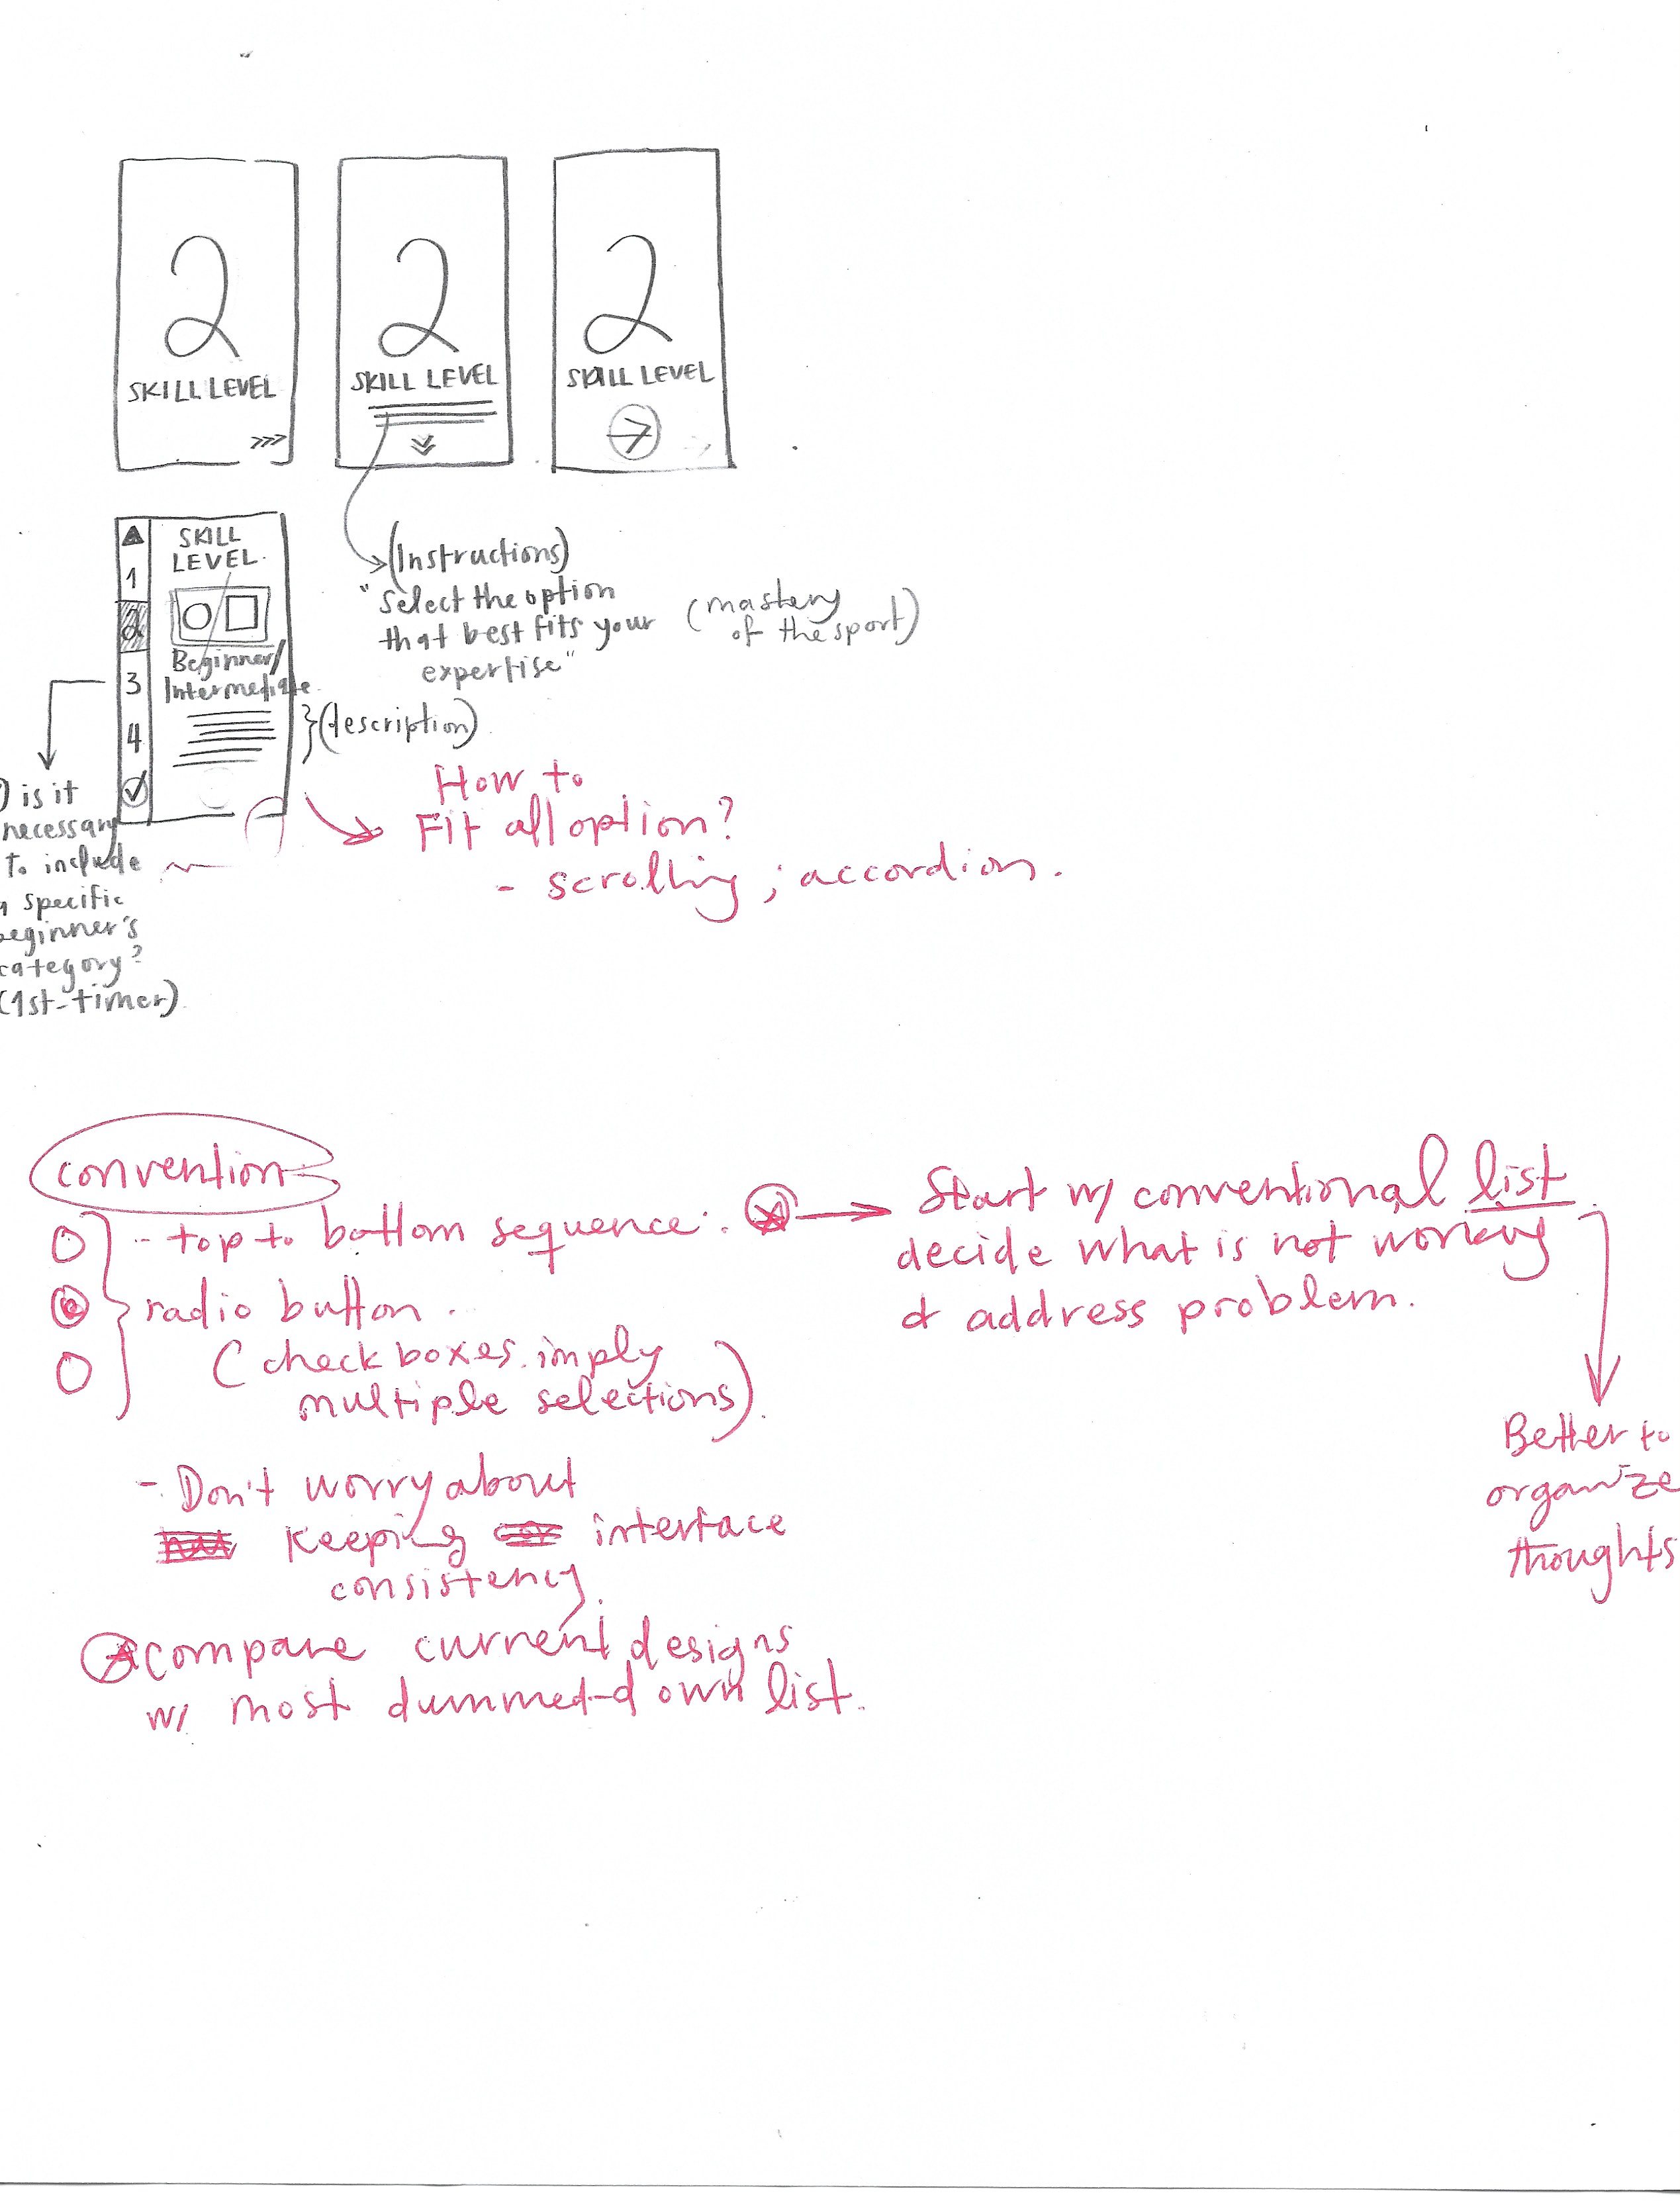 2
SKILL LEVEL
>>>
2
SKILL LEVEL
2
SKILL LEVEL
SKILL
LEVEL.
1
2
3
4
Beginner/
Intermediate
(Instructions)
"Select the option
that best fits your
expertise"
(mastery
of the sport)
(description)
) is it
necessary
to include
a specific
beginner's
category?
(1st-timer)
How to
Fit all option?
- scrolling ; accordion.
convention
- top to bottom sequence.
radio button.
(check boxes imply
multiple selections).
- Don't worry about
keeping interface
consistency.
compare current designs
w/ most dummed-down list.
Start w/ conventional list
decide what is not working
& address problem.
Better to
organize
thoughts